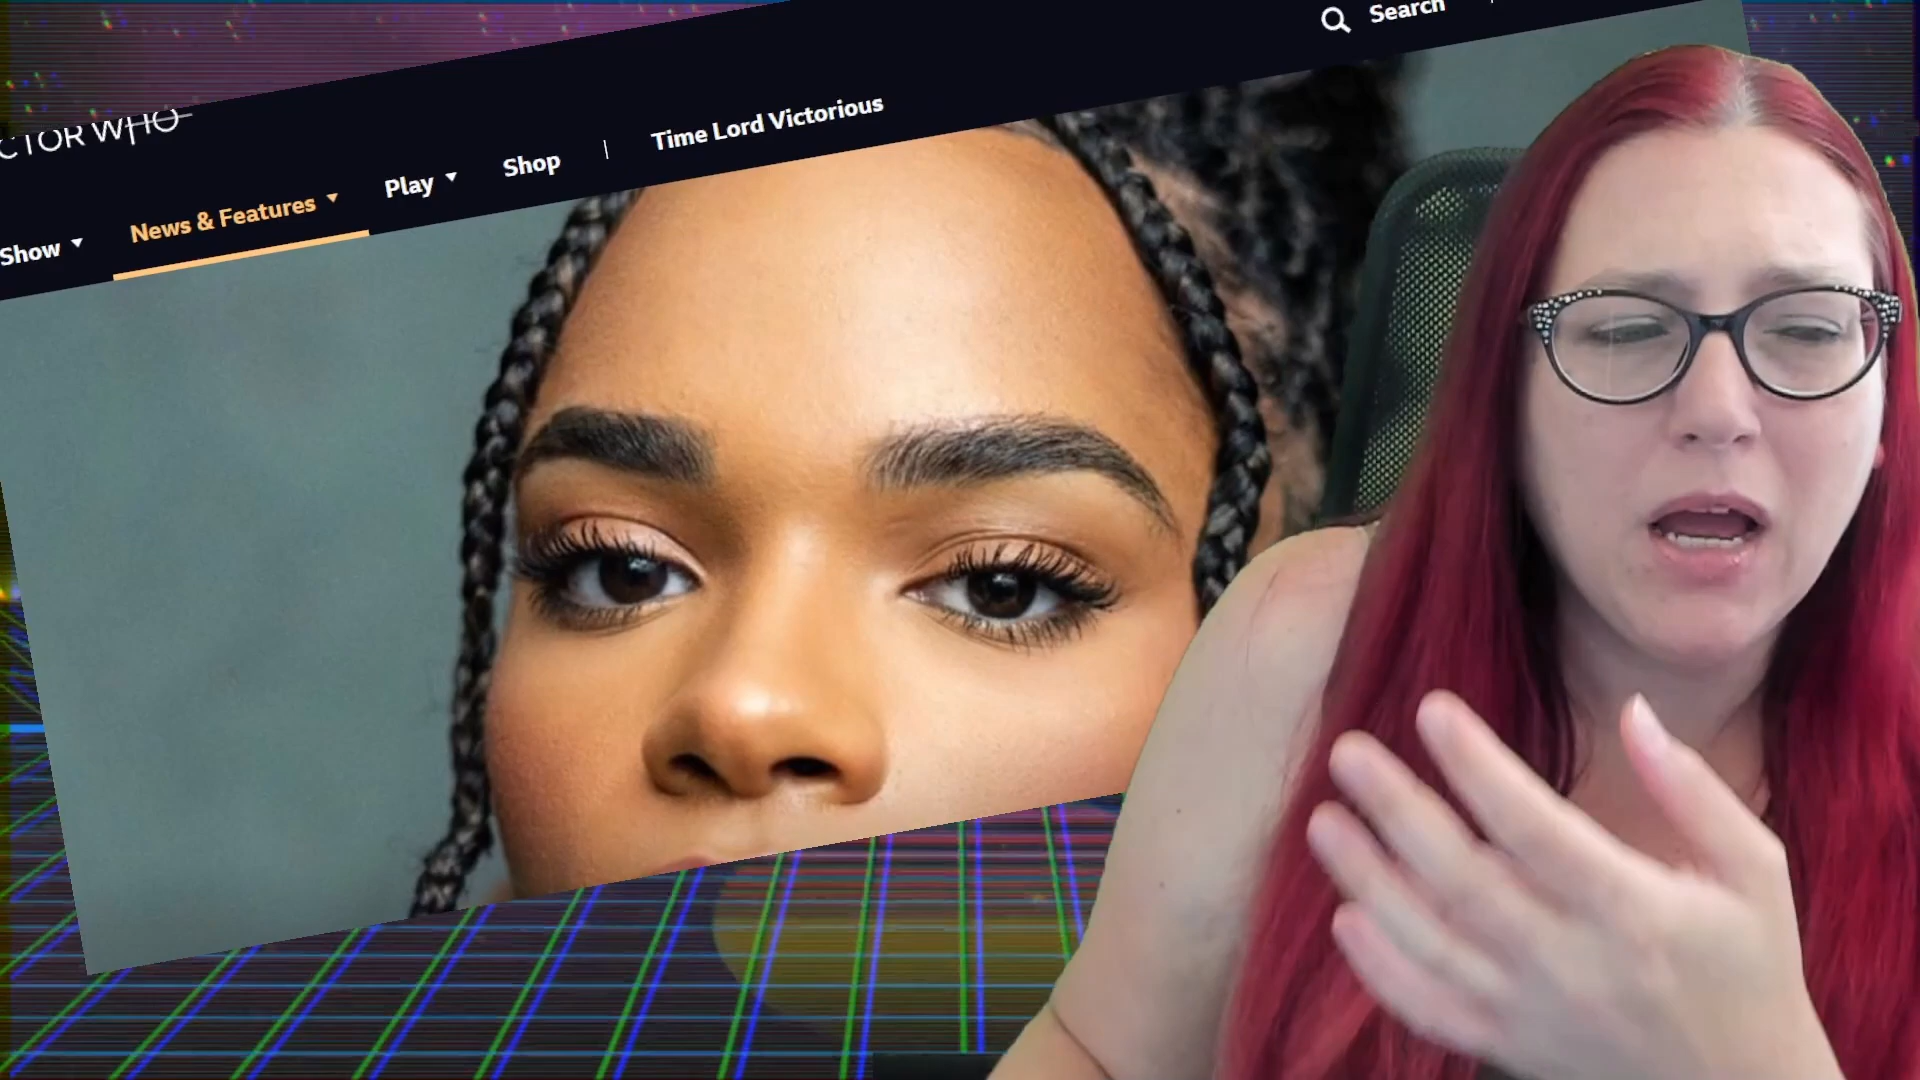 CTOR WHO
Search
Show
News & Features
Play
Shop
Time Lord Victorious